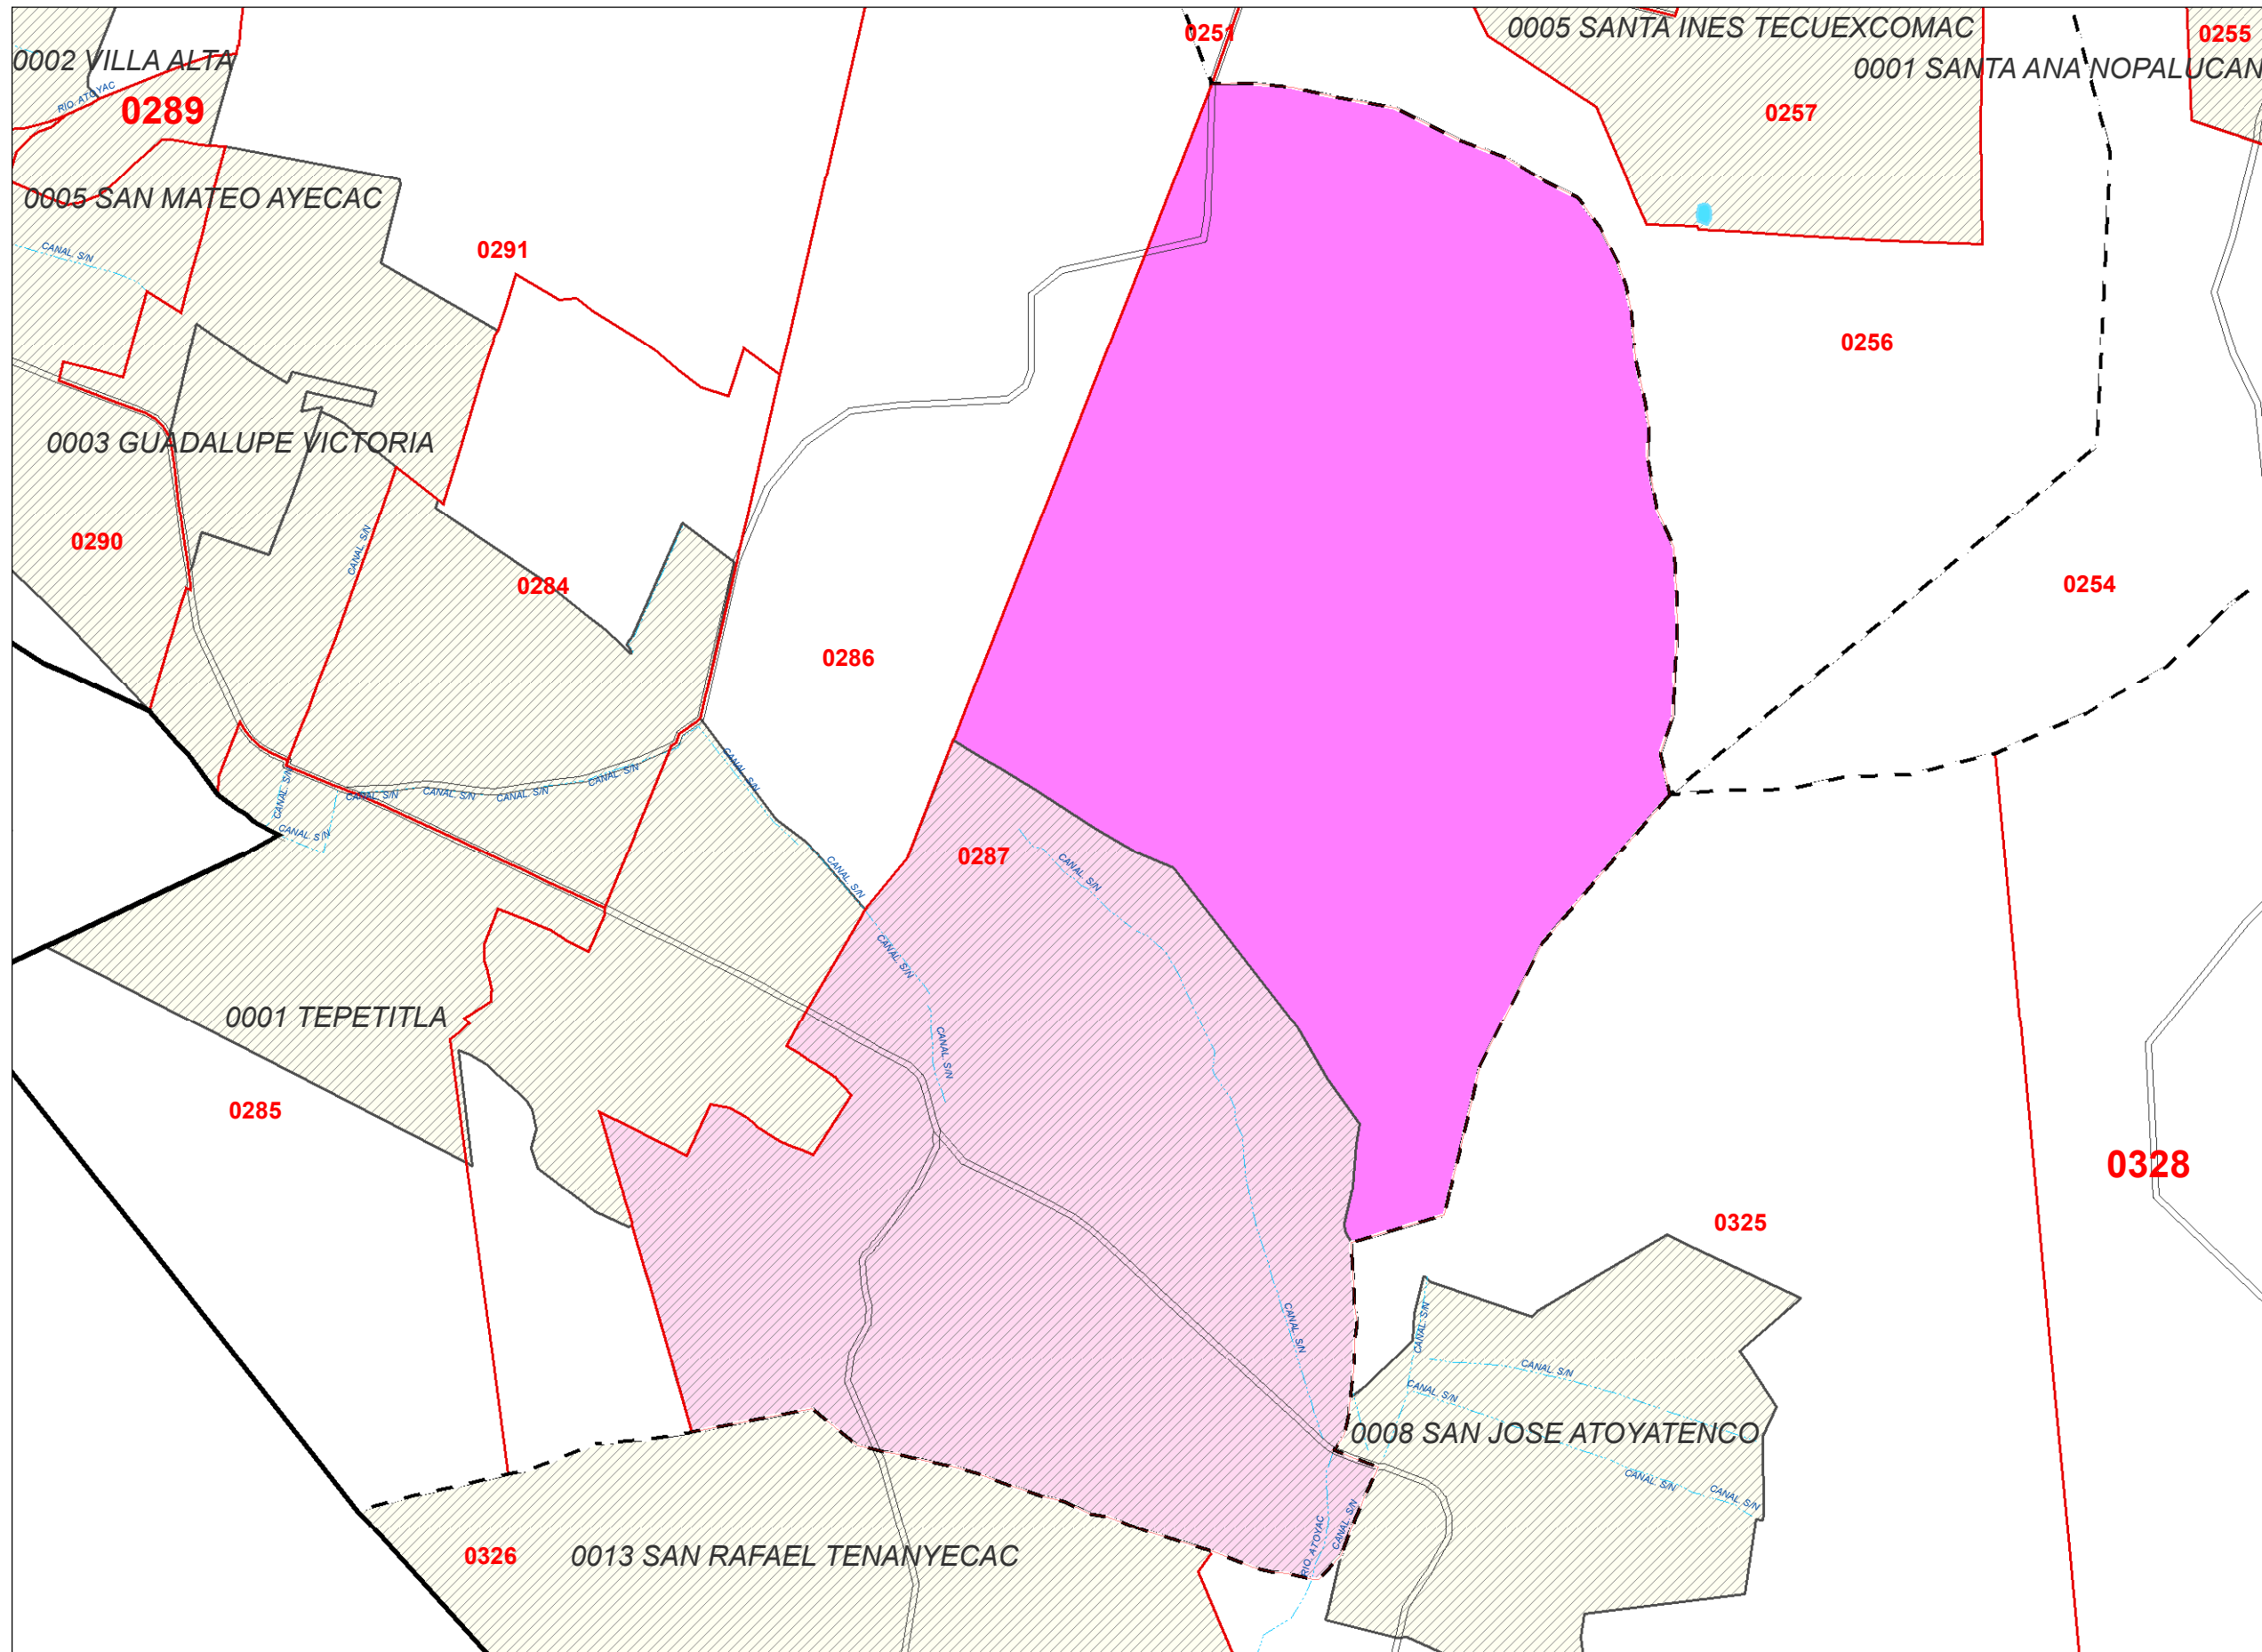 0251
0005 SANTA INES TECUEXCOMAC
0255
0002 VILLA ALTA
0001 SANTA ANA NOPALUCAN
RIO. ATOYAC
0289
0257
0005 SAN MATEO AYECAC
CANAL. S/N
0291
0256
0003 GUADALUPE VICTORIA
0290
CANAL. S/N
0284
0254
0286
CANAL. S/N
CANAL. S/N
CANAL. S/N
CANAL. S/N
CANAL. S/N
CANAL. S/N
CANAL. S/N
CANAL. S/N
0287
CANAL. S/N
CANAL. S/N
CANAL. S/N
0001 TEPETITLA
CANAL. S/N
0285
0328
0325
CANAL. S/N
CANAL. S/N
CANAL. S/N
CANAL. S/N
0008 SAN JOSE ATOYATENCO
CANAL. S/N
CANAL. S/N
CANAL. S/N
RIO. ATOYAC
0326
0013 SAN RAFAEL TENANYECAC